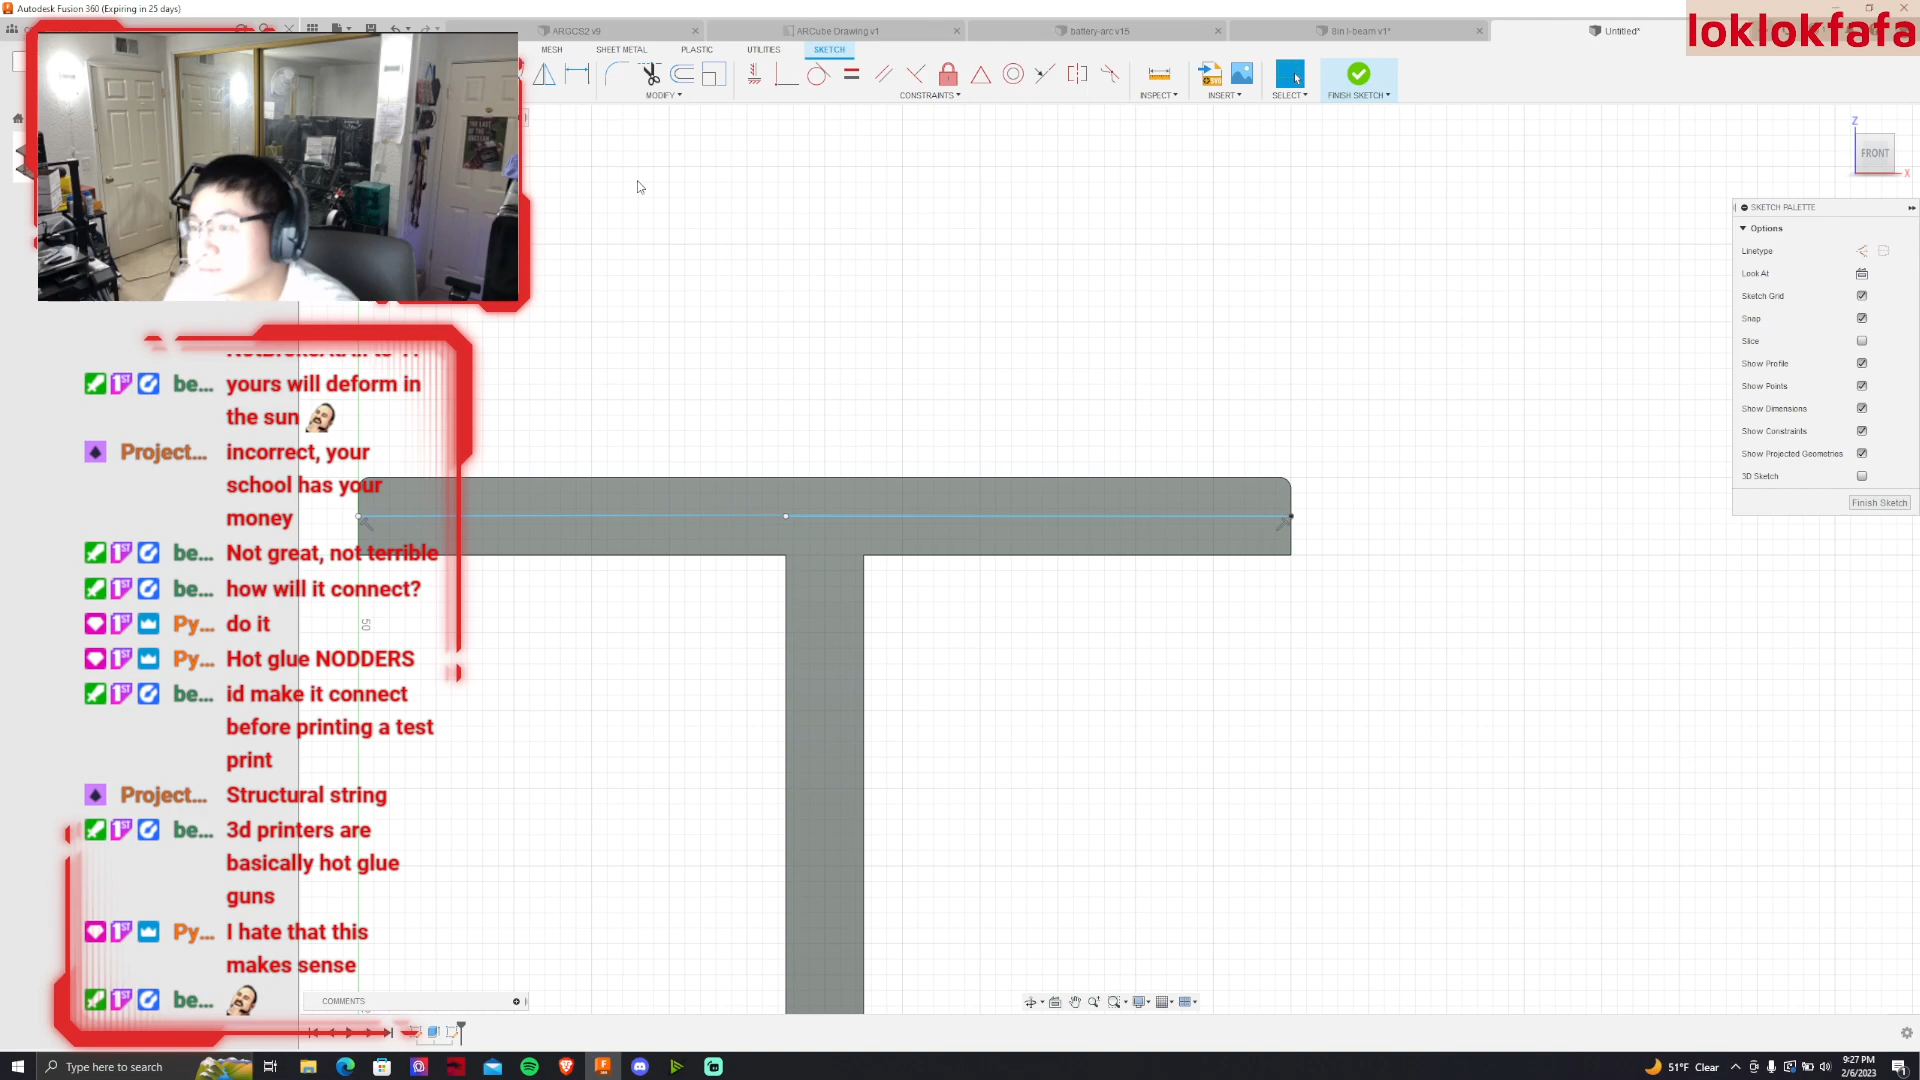 Autodesk Fusion 360 (Expiring in 25 days)
loklokfafa
ARGCS2 v9
ARCube Drawing v1
battery-arc v15
Bin I-beam v1*
Untitled*
MESH
SHEET METAL
PLASTIC
UTILITIES
SKETCH
MODIFY
CONSTRAINTS
INSPECT
INSERT
SELECT
FINISH SKETCH
Z
FRONT
X
SKETCH PALETTE
Options
Linetype
Look At
Sketch Grid
Snap
Slice
Show Profile
Show Points
Show Dimensions
Show Constraints
Show Projected Geometries
3D Sketch
Finish Sketch
be... yours will deform in
the sun
Project... incorrect, your
school has your
money
be... Not great, not terrible
be... how will it connect?
Py... do it
Py... Hot glue NODDERS
be... id make it connect
before printing a test
print
Project... Structural string
be... 3d printers are
basically hot glue
guns
Py... I hate that this
makes sense
be...
50
COMMENTS
Type here to search
51°F Clear
9:27 PM
2/6/2023